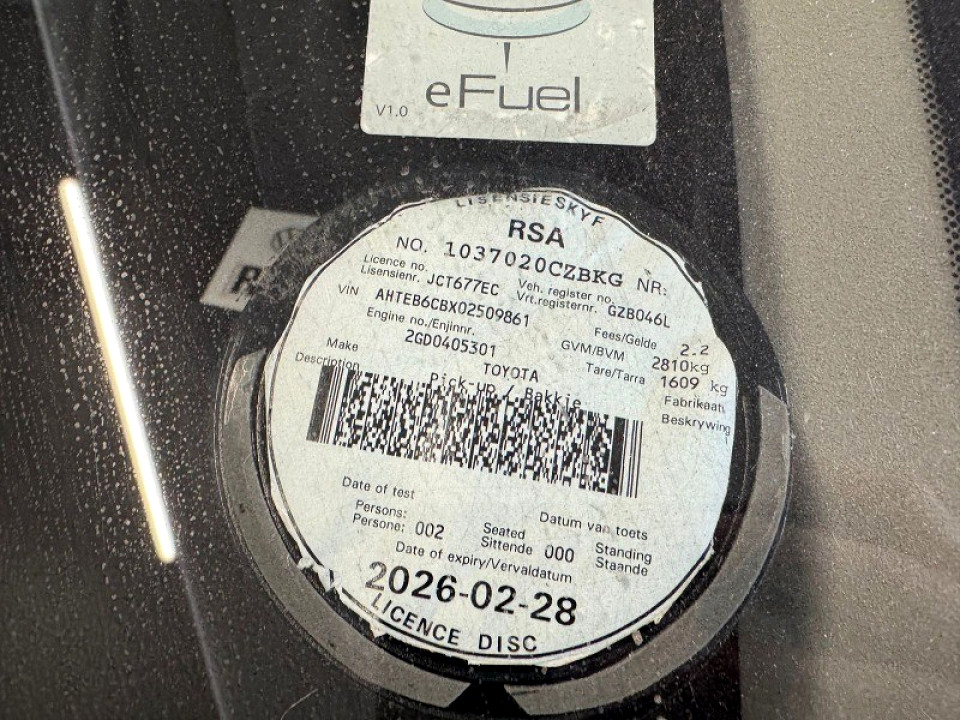 eFuel
V1.0
LISENSIESKYF
RSA
NO. 1037020CZBKG NR:
Licence no. Veh. register no.
Lisensienr. JCT677EC Vrt.registernr. GZB046L
VIN AHTEB6CBX02509861 Fees/Gelde 2.2
Engine no./Enjinnr. GVM/BVM 2810kg
2GD0405301 Tare/Tarra 1609 kg
Make TOYOTA Fabrikaat
Description Pick-up / Bakkie Beskrywing
Date of test Datum van toets
Persons: Seated Standing
Persone: 002 Sittende 000 Staande
Date of expiry/Vervaldatum
2026-02-28
LICENCE DISC